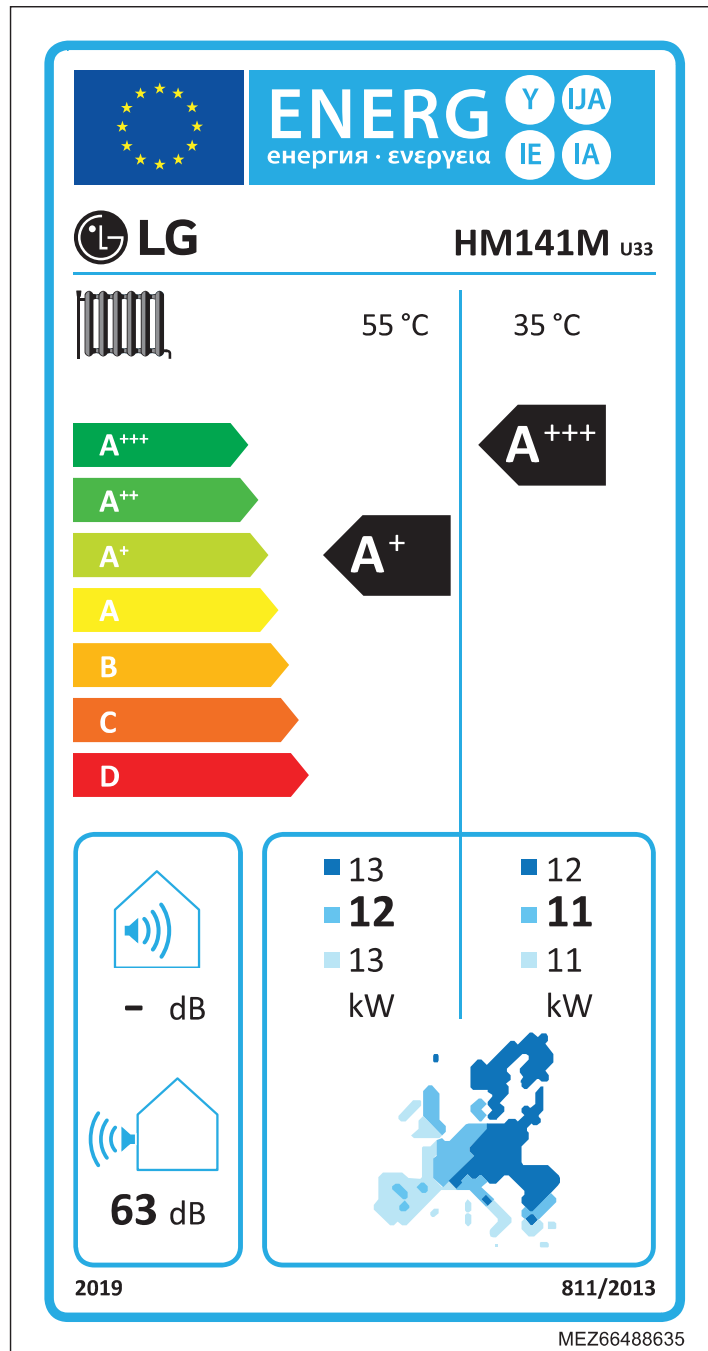 ENERG Y IJA
енергия · ενεργεια IE IA
LG HM141M U33
55 °C 35 °C
A+++ A+++
A++
A+ A+
A
B
C
D
13 12
12 11
13 11
kW kW
- dB
63 dB
2019 811/2013
MEZ66488635